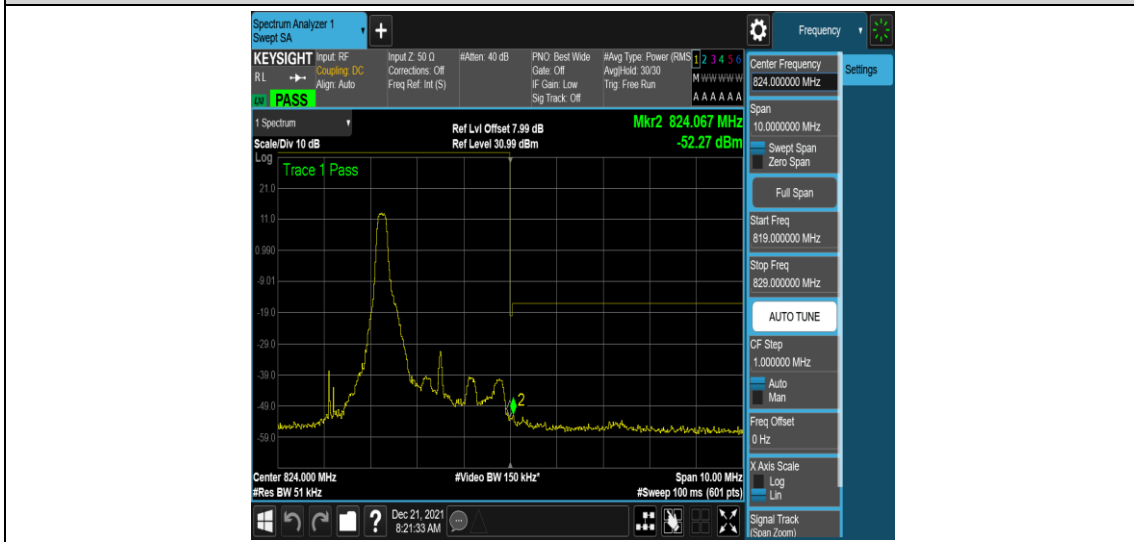 Spectrum Analyzer 1
Swept SA
+
Frequency
KEYSIGHT
RL
LXI
PASS
Input: RF
Coupling: DC
Align: Auto
Input Z: 50 Ω
Corrections: Off
Freq Ref: Int (S)
#Atten: 40 dB
PNO: Best Wide
Gate: Off
IF Gain: Low
Sig Track: Off
#Avg Type: Power (RMS
Avg|Hold: 30/30
Trig: Free Run
1 2 3 4 5 6
M W W W W W
A A A A A A
1 Spectrum
Scale/Div 10 dB
Ref Lvl Offset 7.99 dB
Ref Level 30.99 dBm
Mkr2 824.067 MHz
-52.27 dBm
Log
Trace 1 Pass
21.0
11.0
0.990
-9.01
-19.0
-29.0
-39.0
-49.0
-59.0
2
Center 824.000 MHz
#Res BW 51 kHz
#Video BW 150 kHz*
Span 10.00 MHz
#Sweep 100 ms (601 pts)
Center Frequency
824.000000 MHz
Settings
Span
10.0000000 MHz
Swept Span
Zero Span
Full Span
Start Freq
819.000000 MHz
Stop Freq
829.000000 MHz
AUTO TUNE
CF Step
1.000000 MHz
Auto
Man
Freq Offset
0 Hz
X Axis Scale
Log
Lin
Signal Track
(Span Zoom)
?
Dec 21, 2021
8:21:33 AM